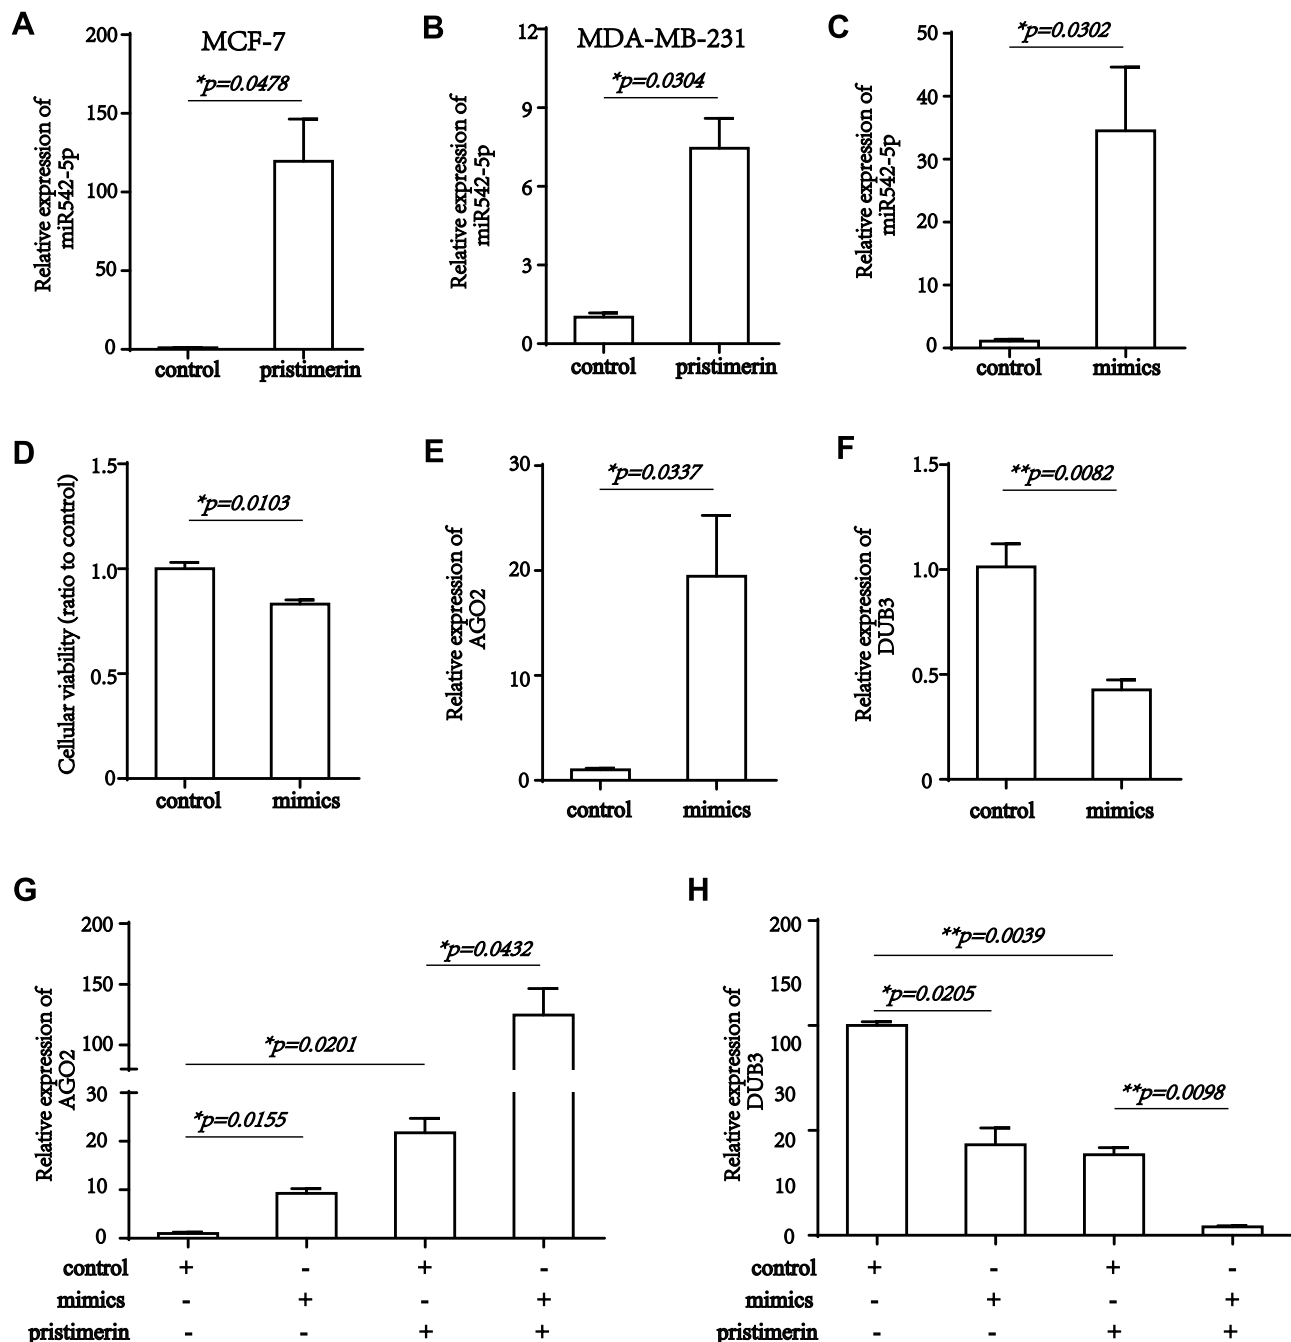 A
MCF-7
*p=0.0478
Relative expression of
miR542-5p
200
150
100
50
0
control pristimerin
B
MDA-MB-231
*p=0.0304
Relative expression of
miR542-5p
12
9
6
3
0
control pristimerin
C
*p=0.0302
Relative expression of
miR542-5p
50
40
30
20
10
0
control mimics
D
*p=0.0103
Cellular viability (ratio to control)
1.5
1.0
0.5
0
control mimics
E
*p=0.0337
Relative expression of
AGO2
30
20
10
0
control mimics
F
**p=0.0082
Relative expression of
DUB3
1.5
1.0
0.5
0
control mimics
G
*p=0.0432
*p=0.0201
*p=0.0155
Relative expression of
AGO2
200
150
100
30
20
10
0
control + - + -
mimics - + - +
pristimerin - - + +
H
**p=0.0039
*p=0.0205
**p=0.0098
Relative expression of
DUB3
200
150
100
30
20
10
0
control + - + -
mimics - + - +
pristimerin - - + +